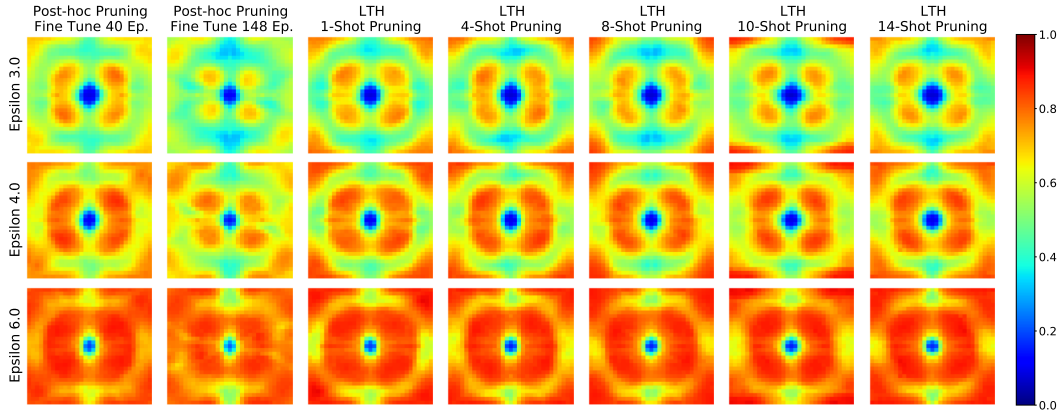 Post-hoc Pruning
Fine Tune 40 Ep.
Post-hoc Pruning
Fine Tune 148 Ep.
LTH
1-Shot Pruning
LTH
4-Shot Pruning
LTH
8-Shot Pruning
LTH
10-Shot Pruning
LTH
14-Shot Pruning
Epsilon 3.0
Epsilon 4.0
Epsilon 6.0
1.0
0.8
0.6
0.4
0.2
0.0